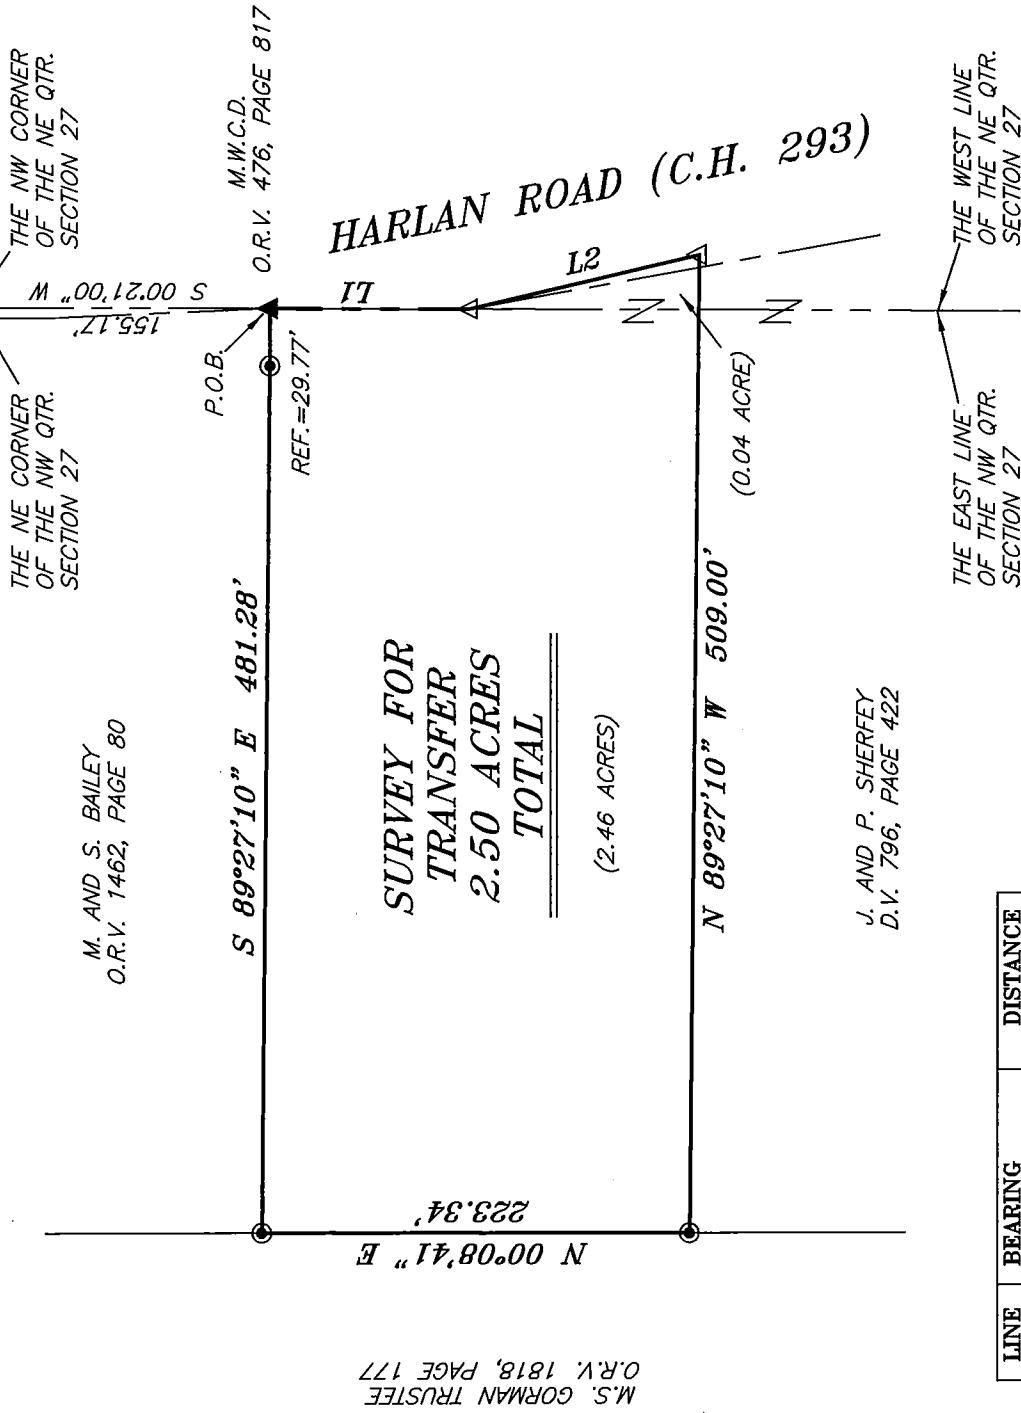 THE NW CORNER
OF THE NE QTR.
SECTION 27
THE NE CORNER
OF THE NW QTR.
SECTION 27
S 00°21'00" W
155.17'
M.W.C.D.
O.R.V. 476, PAGE 817
HARLAN ROAD (C.H. 293)
P.O.B.
REF.=29.77'
L1
L2
M. AND S. BAILEY
O.R.V. 1462, PAGE 80
S 89°27'10" E 481.28'
SURVEY FOR
TRANSFER
2.50 ACRES
TOTAL
(2.46 ACRES)
(0.04 ACRE)
N 89°27'10" W 509.00'
J. AND P. SHERFEY
D.V. 796, PAGE 422
223.34'
N 00°08'41" E
M.S. GORMAN TRUSTEE
O.R.V. 1818, PAGE 177
THE WEST LINE
OF THE NE QTR.
SECTION 27
THE EAST LINE
OF THE NW QTR.
SECTION 27
LINE BEARING DISTANCE